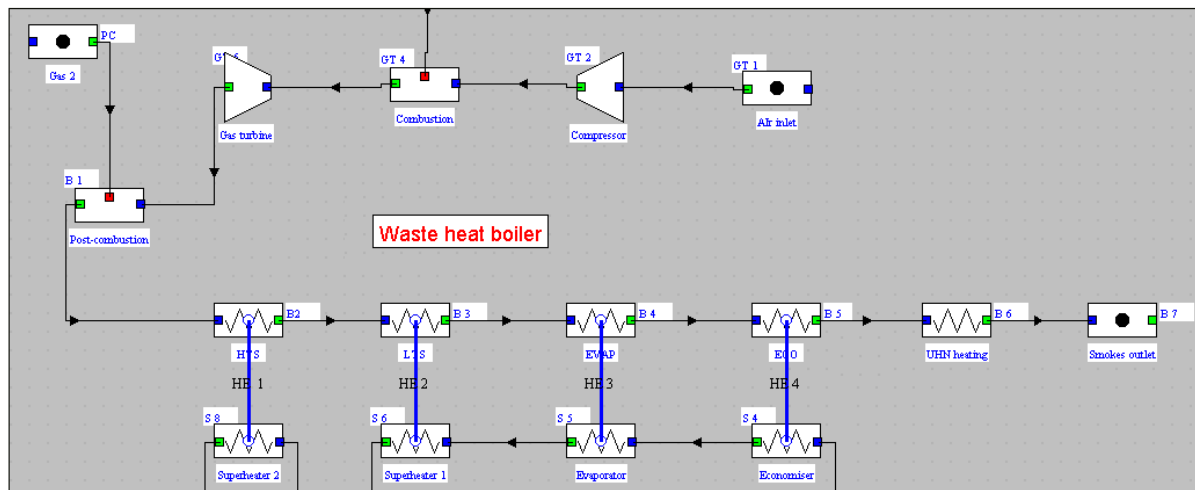 PC
Gas 2
GT 5
Gas turbine
GT 4
Combustion
GT 2
Compressor
GT 1
AIr inlet
B 1
Post-combustion
Waste heat boiler
B2
HTS
B 3
LTS
B 4
EVAP
B 5
ECO
B 6
UHN heating
B 7
Smokes outlet
HE 1
HE 2
HE 3
HE 4
S 8
Superheater 2
S 6
Superheater 1
S 5
Evaporator
S 4
Economiser